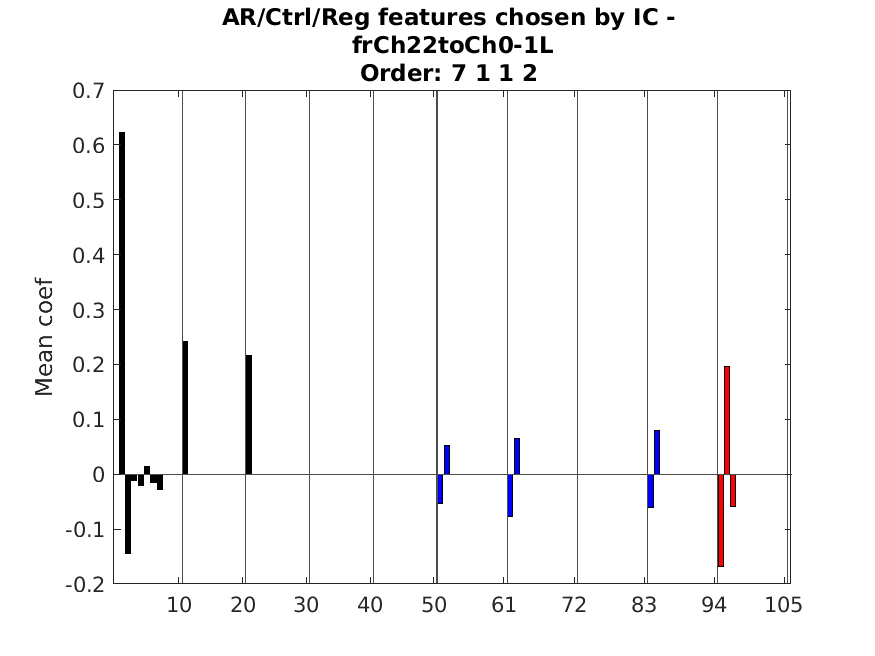 AR/Ctrl/Reg features chosen by IC -
frCh22toCh0-1L
Order: 7 1 1 2
0.7
0.6
0.5
0.4
0.3
0.2
0.1
0
-0.1
-0.2
Mean coef
10 20 30 40 50 61 72 83 94 105